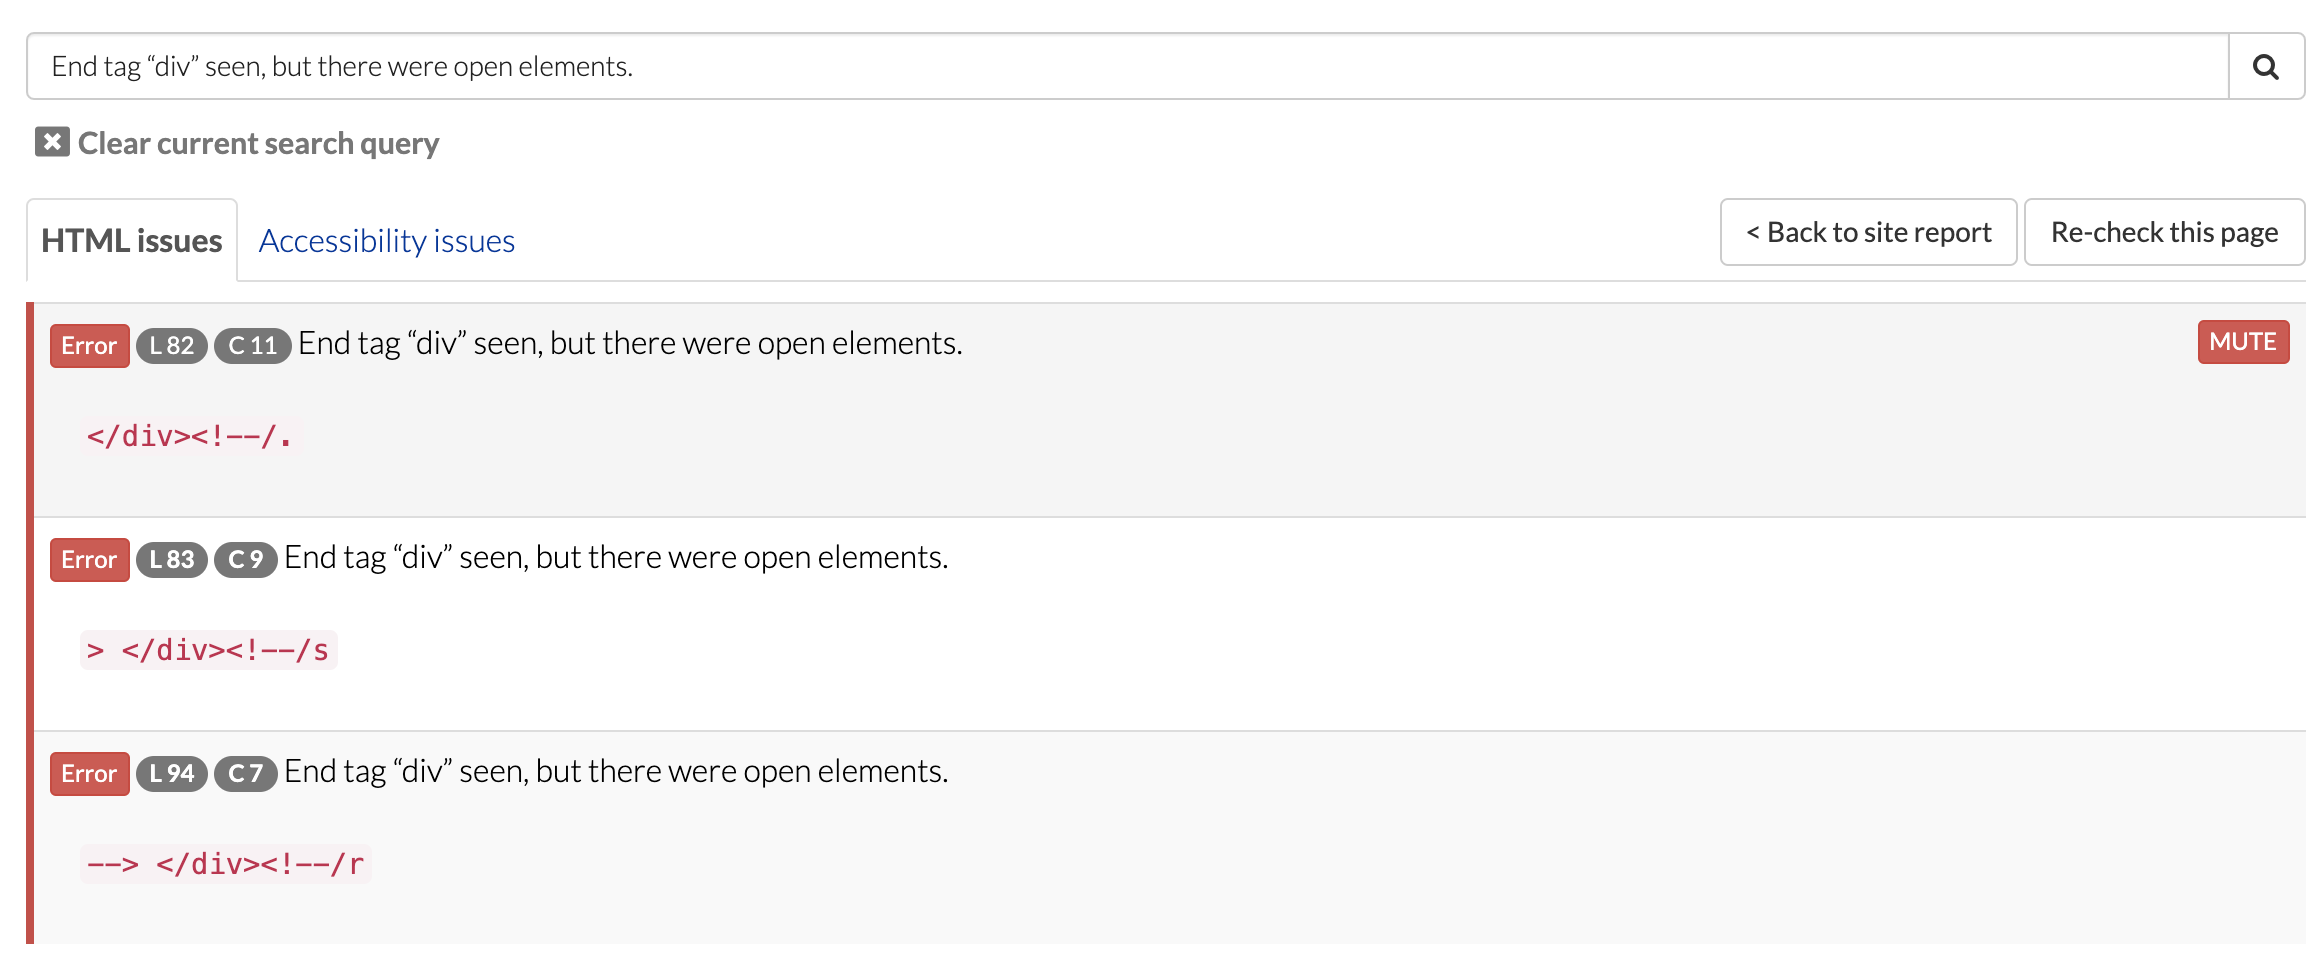 End tag “div” seen, but there were open elements.
Clear current search query
HTML issues Accessibility issues < Back to site report Re-check this page
Error L 82 C 11 End tag “div” seen, but there were open elements. MUTE
</div><!--/.
Error L 83 C 9 End tag “div” seen, but there were open elements.
> </div><!--/s
Error L 94 C 7 End tag “div” seen, but there were open elements.
--> </div><!--/r